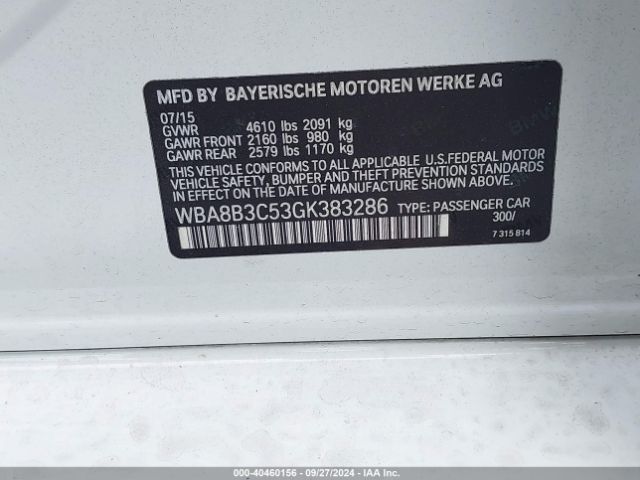 MFD BY BAYERISCHE MOTOREN WERKE AG
07/15
GVWR 4610 lbs 2091 kg
GAWR FRONT 2160 lbs 980 kg
GAWR REAR 2579 lbs 1170 kg
THIS VEHICLE CONFORMS TO ALL APPLICABLE U.S.FEDERAL MOTOR
VEHICLE SAFETY, BUMPER, AND THEFT PREVENTION STANDARDS
IN EFFECT ON THE DATE OF MANUFACTURE SHOWN ABOVE.
WBA8B3C53GK383286 TYPE: PASSENGER CAR
300/
7 315 814
000-40460156 - 09/27/2024 - IAA Inc.